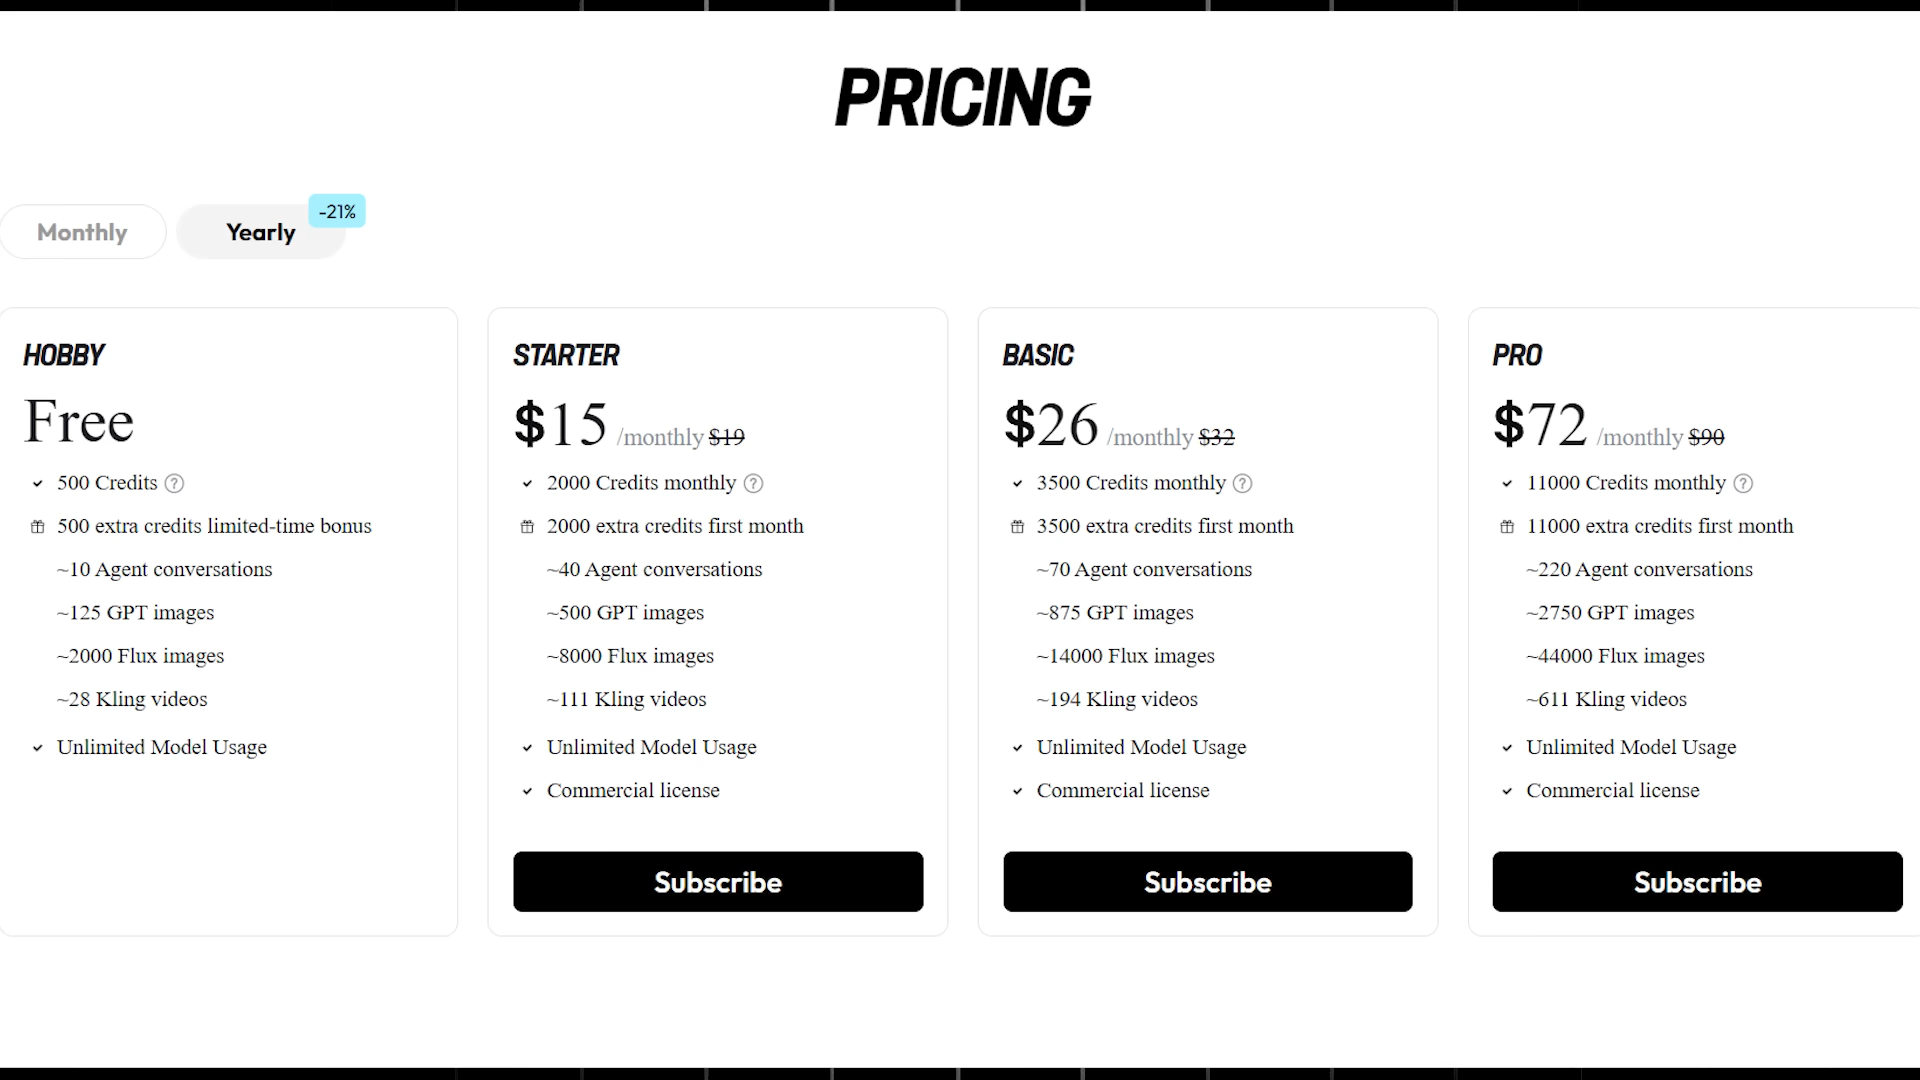 PRICING
Monthly
Yearly
-21%
HOBBY
Free
500 Credits ?
500 extra credits limited-time bonus
~10 Agent conversations
~125 GPT images
~2000 Flux images
~28 Kling videos
Unlimited Model Usage
STARTER
$15 /monthly $19
2000 Credits monthly ?
2000 extra credits first month
~40 Agent conversations
~500 GPT images
~8000 Flux images
~111 Kling videos
Unlimited Model Usage
Commercial license
Subscribe
BASIC
$26 /monthly $32
3500 Credits monthly ?
3500 extra credits first month
~70 Agent conversations
~875 GPT images
~14000 Flux images
~194 Kling videos
Unlimited Model Usage
Commercial license
Subscribe
PRO
$72 /monthly $90
11000 Credits monthly ?
11000 extra credits first month
~220 Agent conversations
~2750 GPT images
~44000 Flux images
~611 Kling videos
Unlimited Model Usage
Commercial license
Subscribe